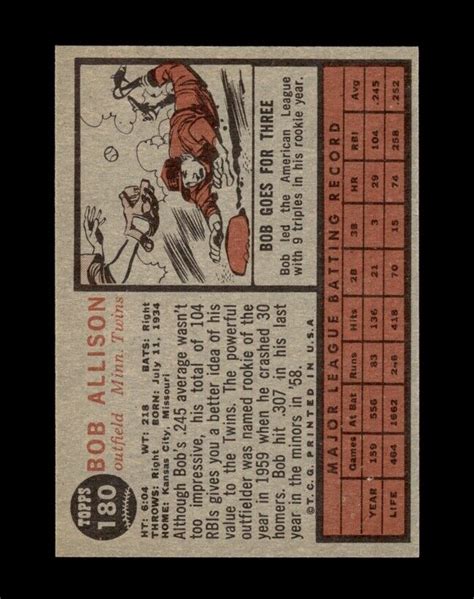 TOPPS
180
BOB ALLISON
outfield Minn. Twins
HT: 6:04 WT: 218 BATS: Right
THROWS: Right BORN: July 11, 1934
HOME: Kansas City, Missouri
Although Bob's .245 average wasn't
too impressive, his total of 104
RBIs gives you a better idea of his
value to the Twins. The powerful
outfielder was named rookie of the
year in 1959 when he crashed 30
homers. Bob hit .307 in his last
year in the minors in '58.
© T.C.G. PRINTED IN U.S.A.
BOB GOES FOR THREE
Bob led the American League
with 9 triples in his rookie year.
MAJOR LEAGUE BATTING RECORD
Games At Bat Runs Hits 2B 3B HR RBI Avg
YEAR 159 556 83 136 21 3 29 104 .245
LIFE 464 1662 418 70 15 74 258 .252